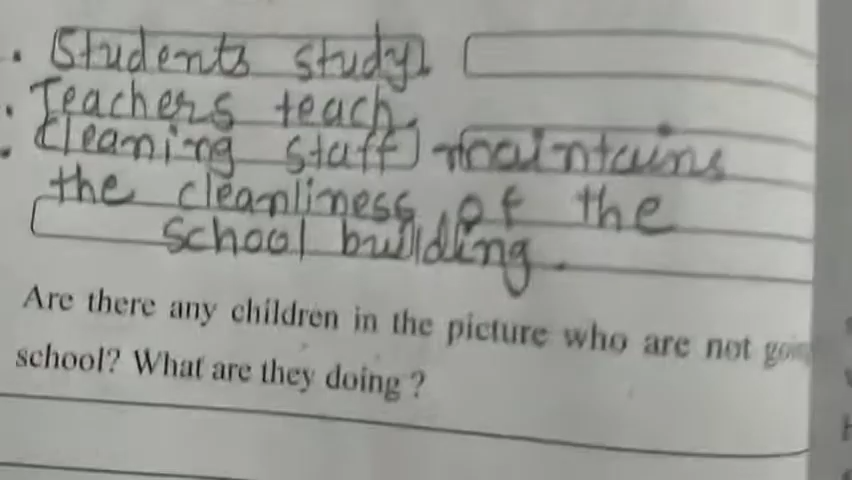 . Students study.
. Teachers teach.
. Cleaning staff maintains
the cleanliness of the
school building.
Are there any children in the picture who are not
school? What are they doing ?